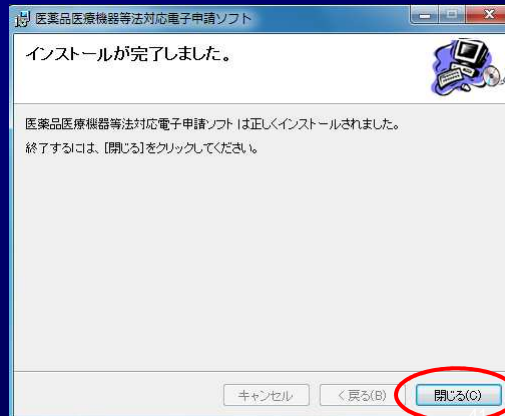 医薬品医療機器等法対応電子申請ソフト
インストールが完了しました。
医薬品医療機器等法対応電子申請ソフト は正しくインストールされました。
終了するには、[閉じる]をクリックしてください。
キャンセル
< 戻る(B)
閉じる(C)